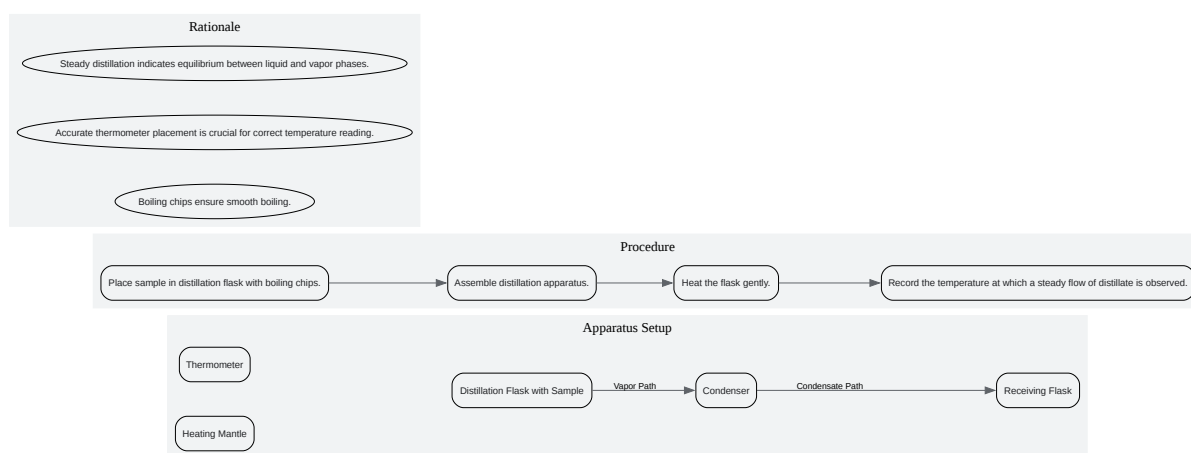 Rationale
Steady distillation indicates equilibrium between liquid and vapor phases.
Accurate thermometer placement is crucial for correct temperature reading.
Boiling chips ensure smooth boiling.
Procedure
Place sample in distillation flask with boiling chips.
Assemble distillation apparatus.
Heat the flask gently.
Record the temperature at which a steady flow of distillate is observed.
Apparatus Setup
Thermometer
Distillation Flask with Sample
Vapor Path
Condenser
Condensate Path
Receiving Flask
Heating Mantle